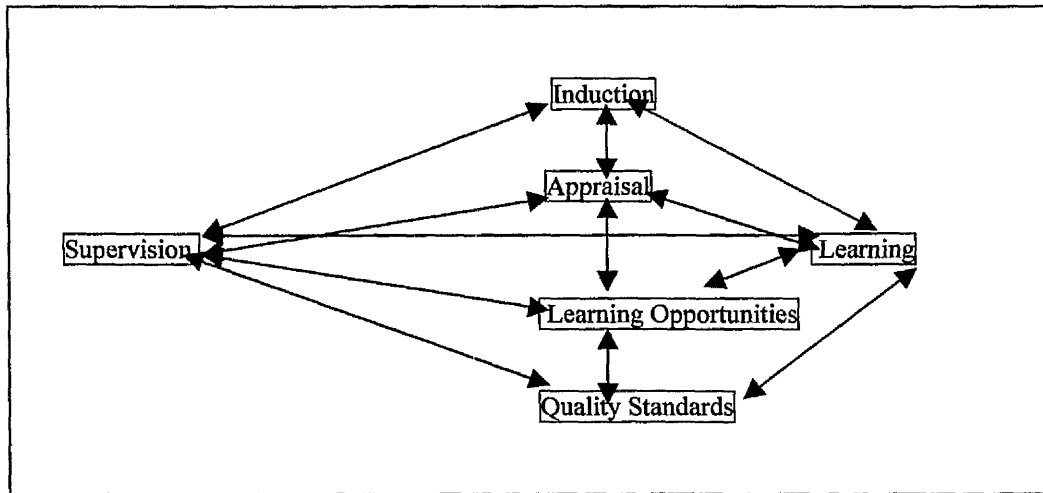 Induction
Appraisal
Supervision
Learning
Learning Opportunities
Quality Standards